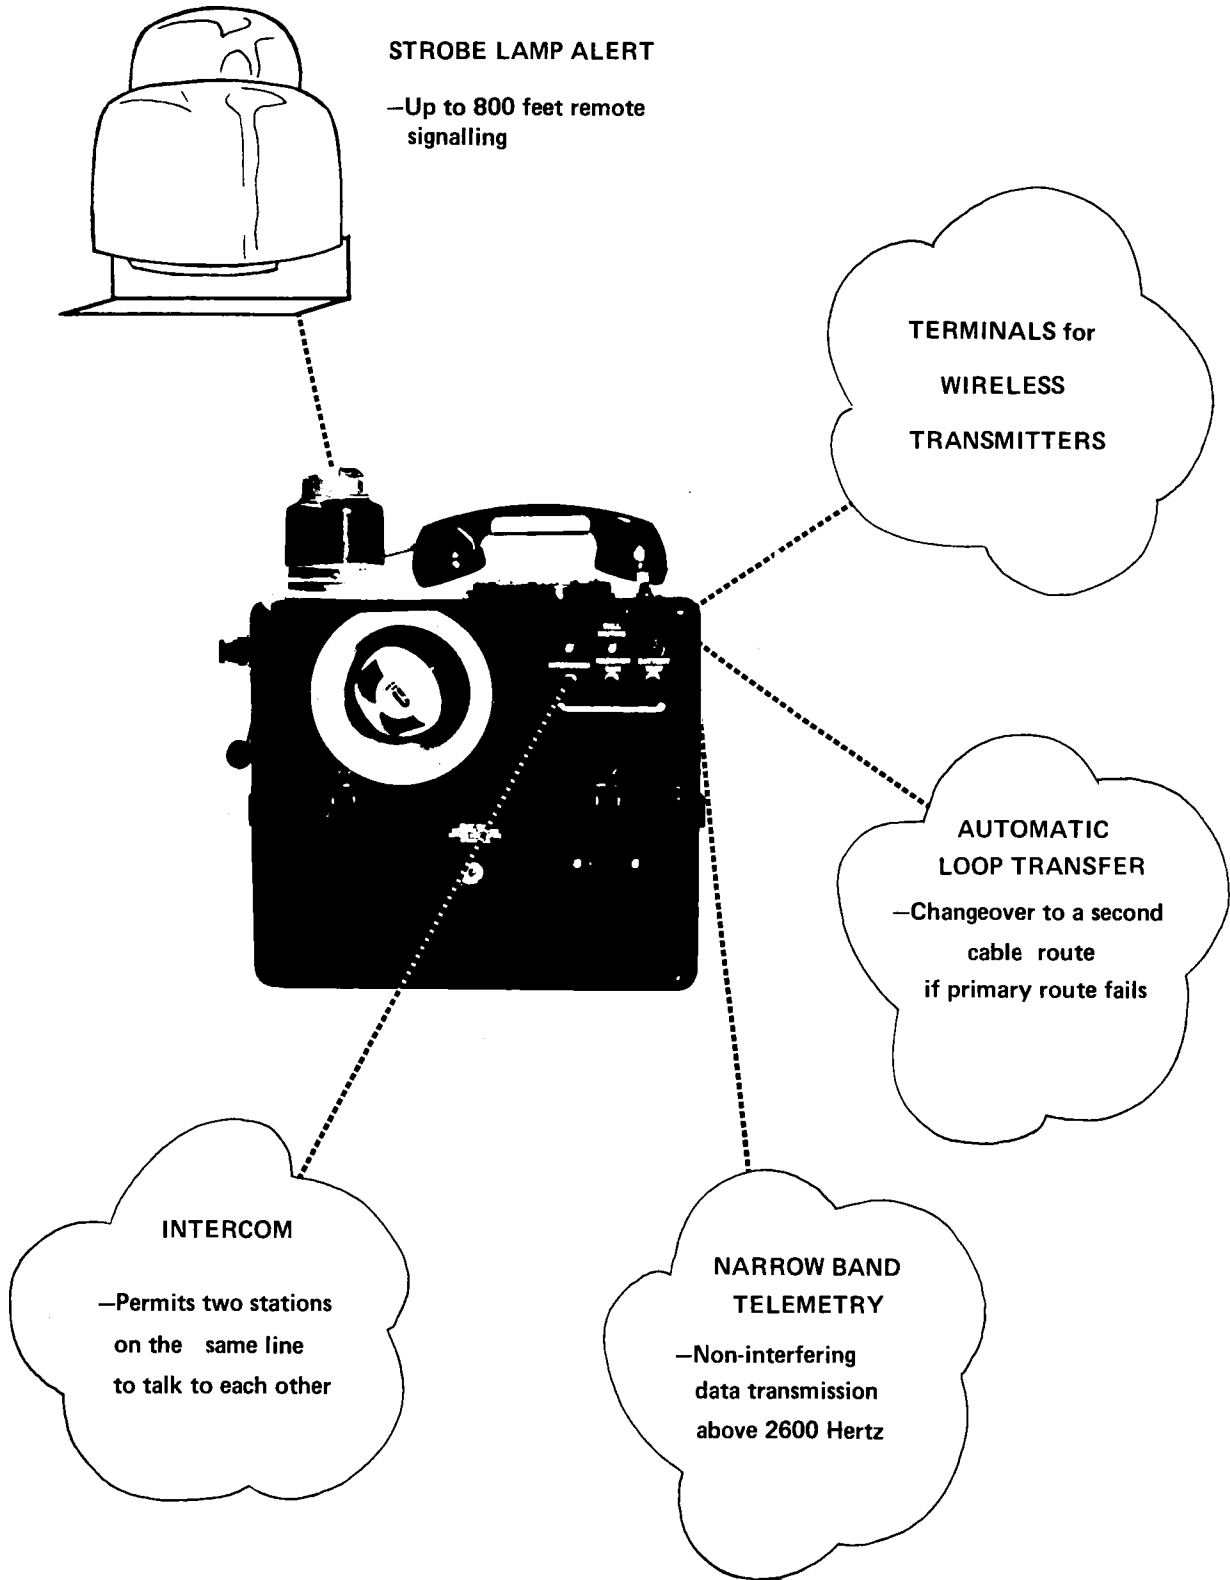 STROBE LAMP ALERT
—Up to 800 feet remote
signalling
TERMINALS for
WIRELESS
TRANSMITTERS
AUTOMATIC
LOOP TRANSFER
—Changeover to a second
cable route
if primary route fails
INTERCOM
—Permits two stations
on the same line
to talk to each other
NARROW BAND
TELEMETRY
—Non-interfering
data transmission
above 2600 Hertz